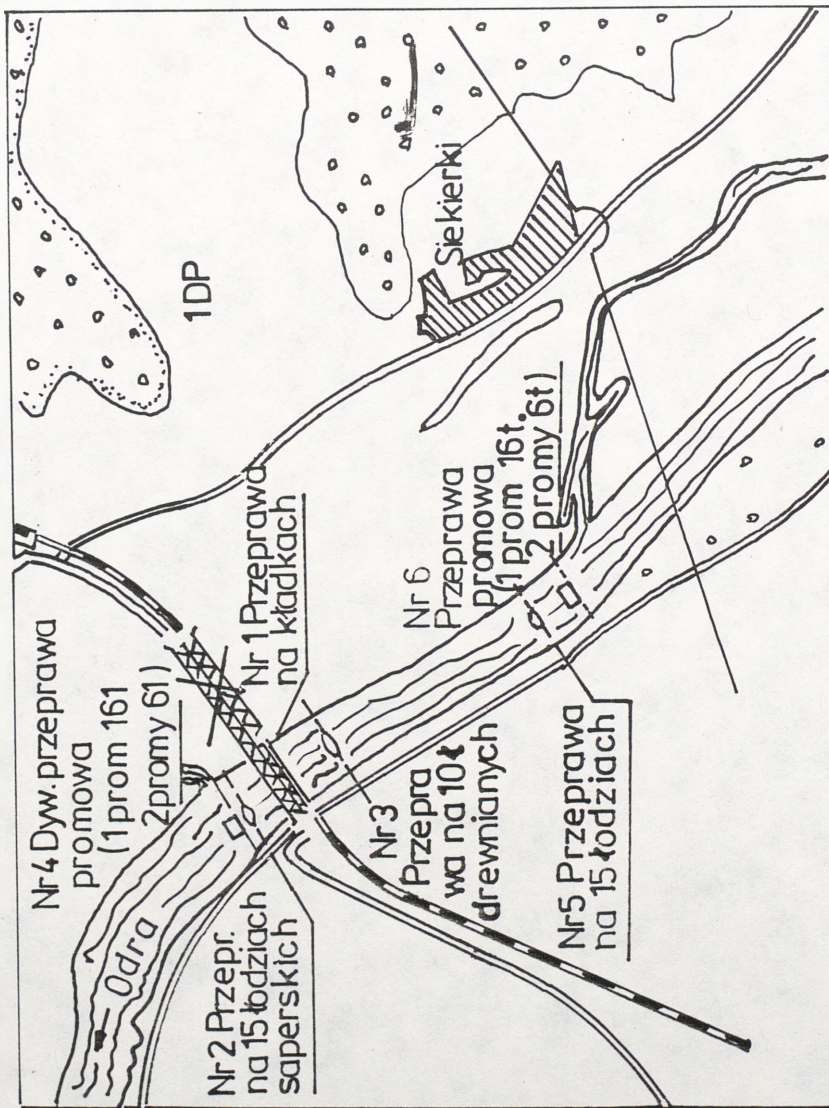 Nr 4 Dyw. przeprawa
promowa
(1 prom 161
2 promy 61)
1DP
Siekierki
Nr 1 Przeprawa
na kładkach
Odra
Nr 6
Przeprawa
promowa
(1 prom 16t.
2 promy 6t)
Nr 2 Przepr.
na 15 łodziach
saperskich
Nr 3
Przepra
wa na 10 ł
drewnianych
Nr 5 Przeprawa
na 15 łodziach